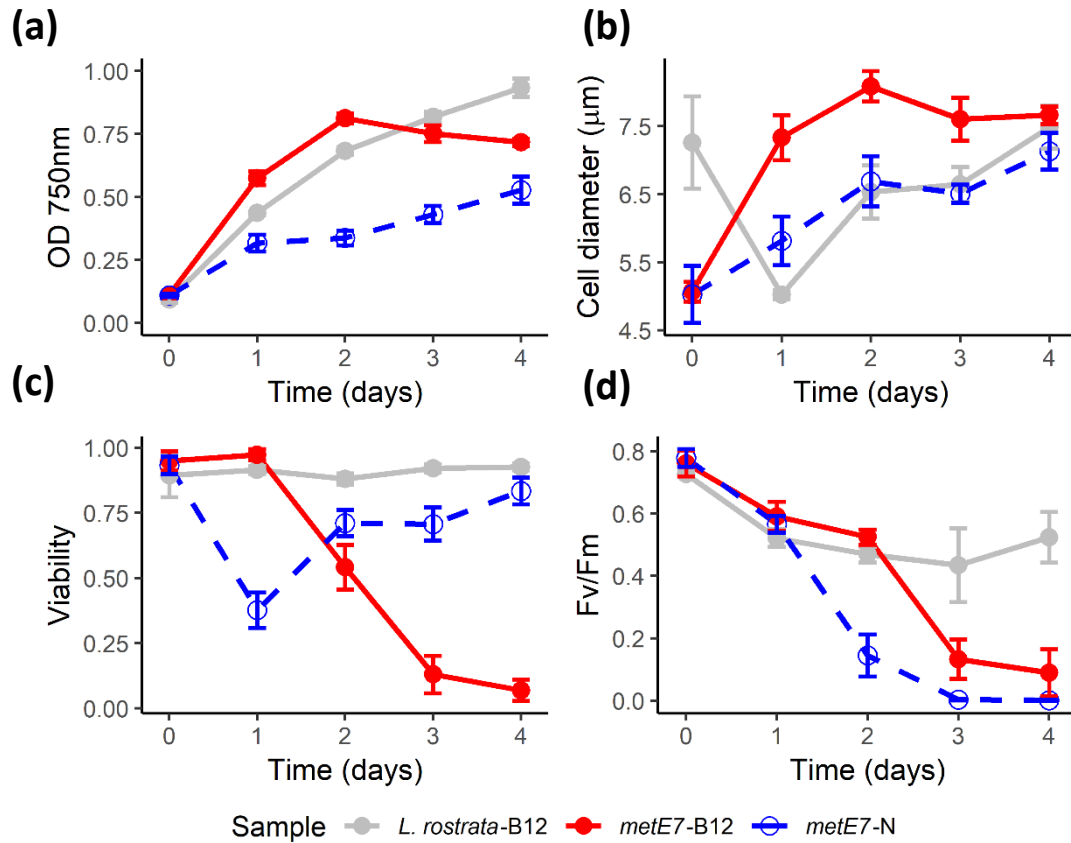 (a)
OD 750nm
1.00
0.75
0.50
0.25
0.00
0 1 2 3 4
Time (days)
(b)
Cell diameter (μm)
7.5
6.5
5.5
4.5
0 1 2 3 4
Time (days)
(c)
Viability
1.00
0.75
0.50
0.25
0.00
0 1 2 3 4
Time (days)
(d)
Fv/Fm
0.8
0.6
0.4
0.2
0.0
0 1 2 3 4
Time (days)
Sample L. rostrata-B12 metE7-B12 metE7-N